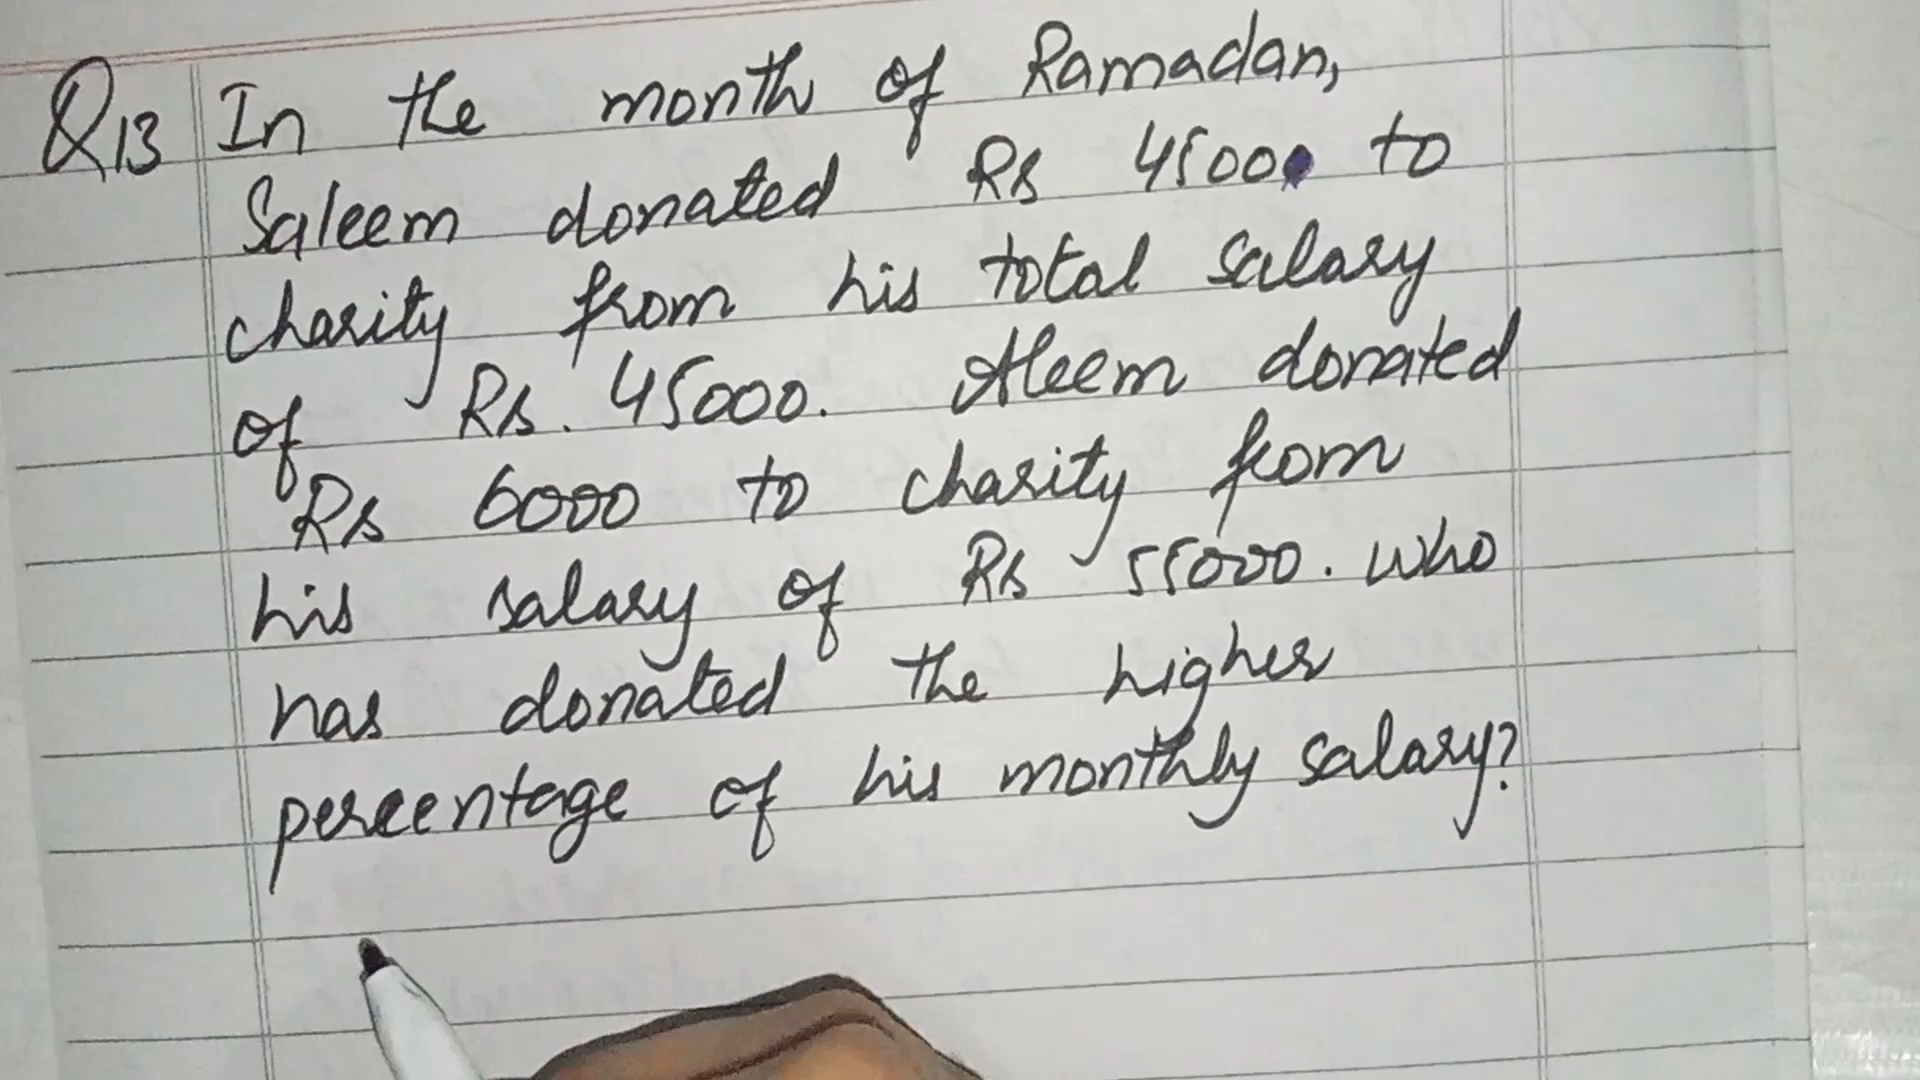 Q13 In the month of Ramadan,
Saleem donated Rs 4500 to
charity from his total salary
of Rs. 45000. Aleem donated
Rs 6000 to charity from
his salary of Rs 55000. Who
has donated the higher
percentage of his monthly salary?